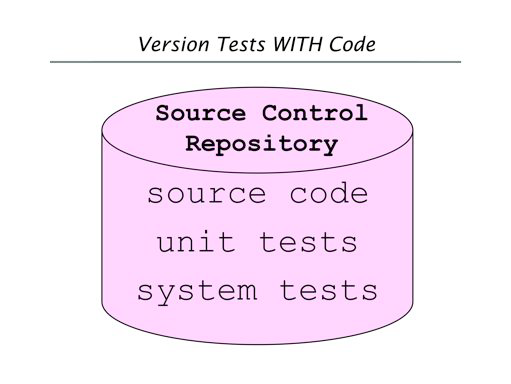 Version Tests WITH Code
Source Control
Repository
source code
unit tests
system tests